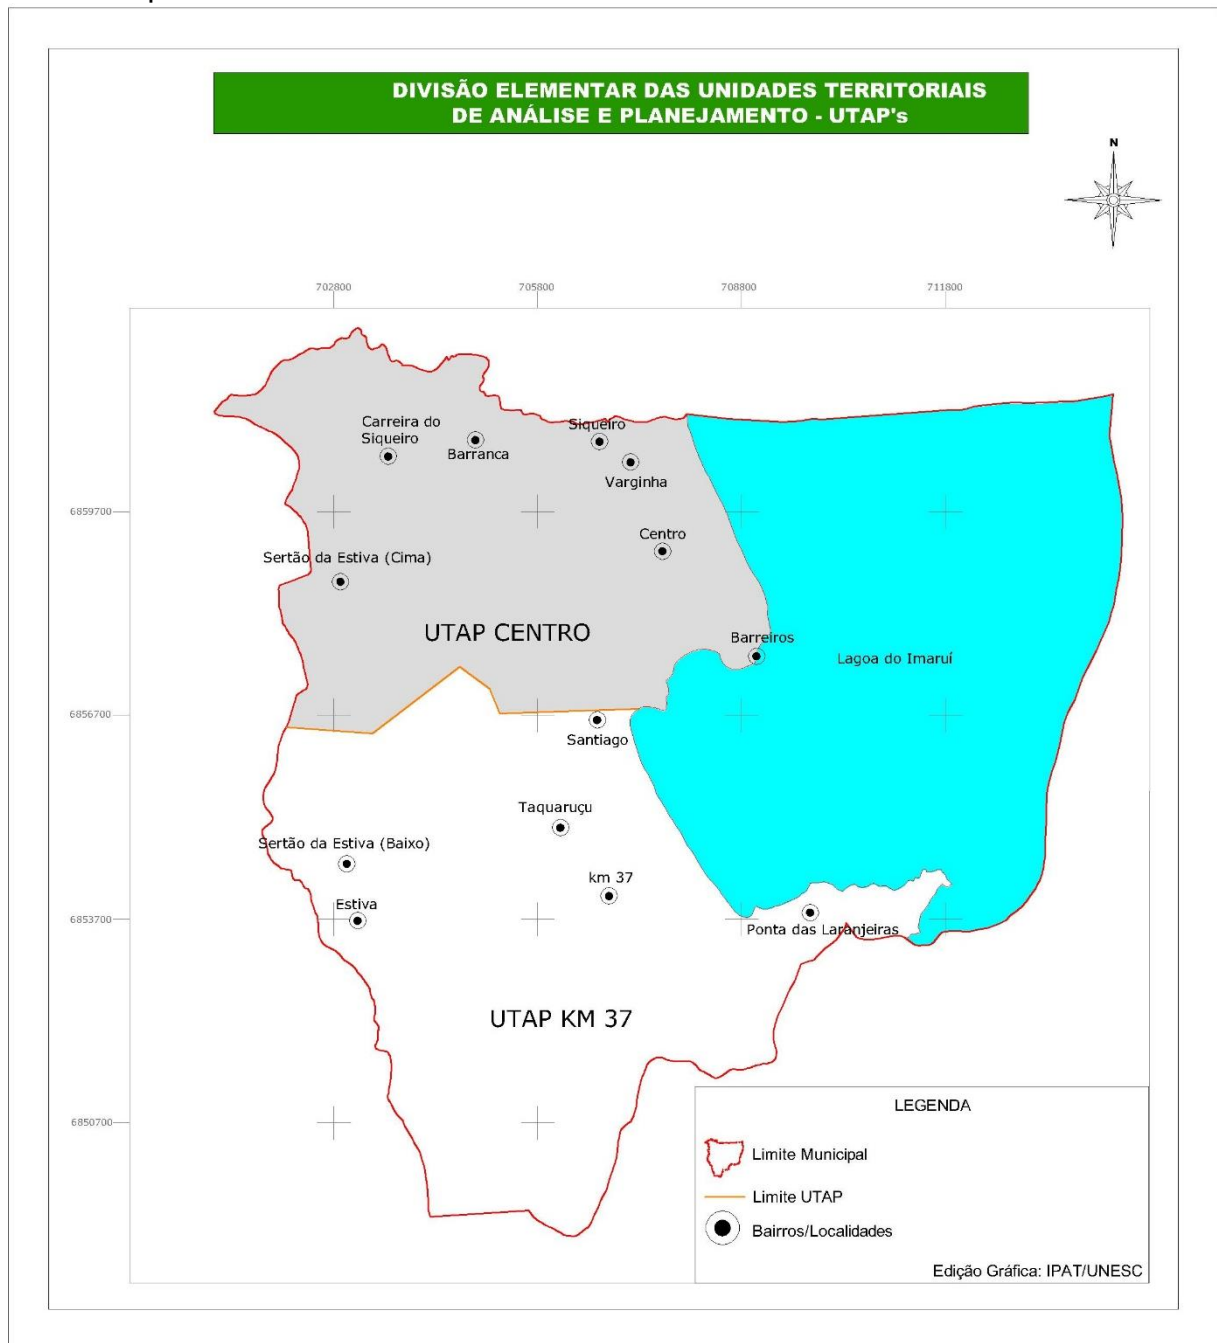 DIVISÃO ELEMENTAR DAS UNIDADES TERRITORIAIS
DE ANÁLISE E PLANEJAMENTO - UTAP's
N
702800
705800
708800
711800
Carreira do
Siqueiro
Barranca
Siqueiro
Varginha
6859700
Centro
Sertão da Estiva (Cima)
UTAP CENTRO
Barreiros
Lagoa do Imaruí
6856700
Santiago
Taquaruçu
Sertão da Estiva (Baixo)
km 37
Estiva
6853700
Ponta das Laranjeiras
UTAP KM 37
6850700
LEGENDA
Limite Municipal
Limite UTAP
Bairros/Localidades
Edição Gráfica: IPAT/UNESC